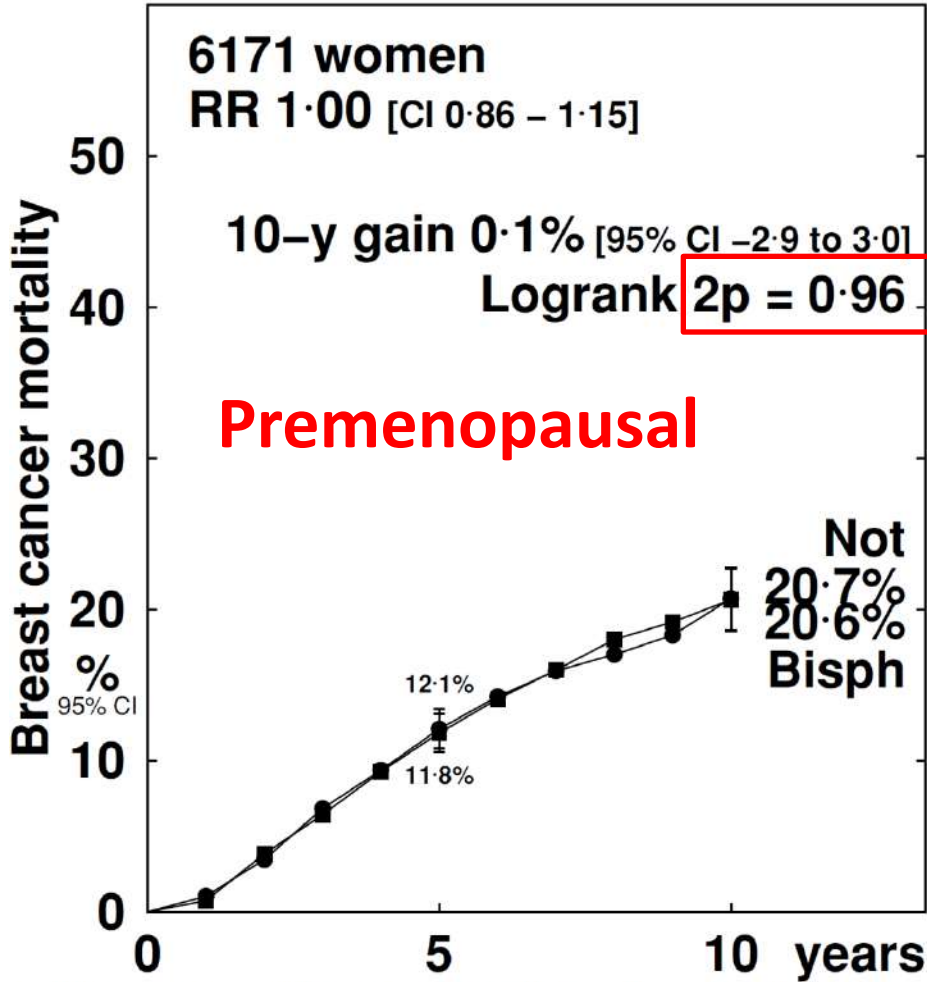 6171 women
RR 1·00 [CI 0·86 – 1·15]
50
10–y gain 0·1% [95% CI –2·9 to 3·0]
Logrank 2p = 0·96
40
Breast cancer mortality
Premenopausal
30
Not
20·7%
20
20·6%
Bisph
%
95% CI
12·1%
10
11·8%
0
0 5 10 years